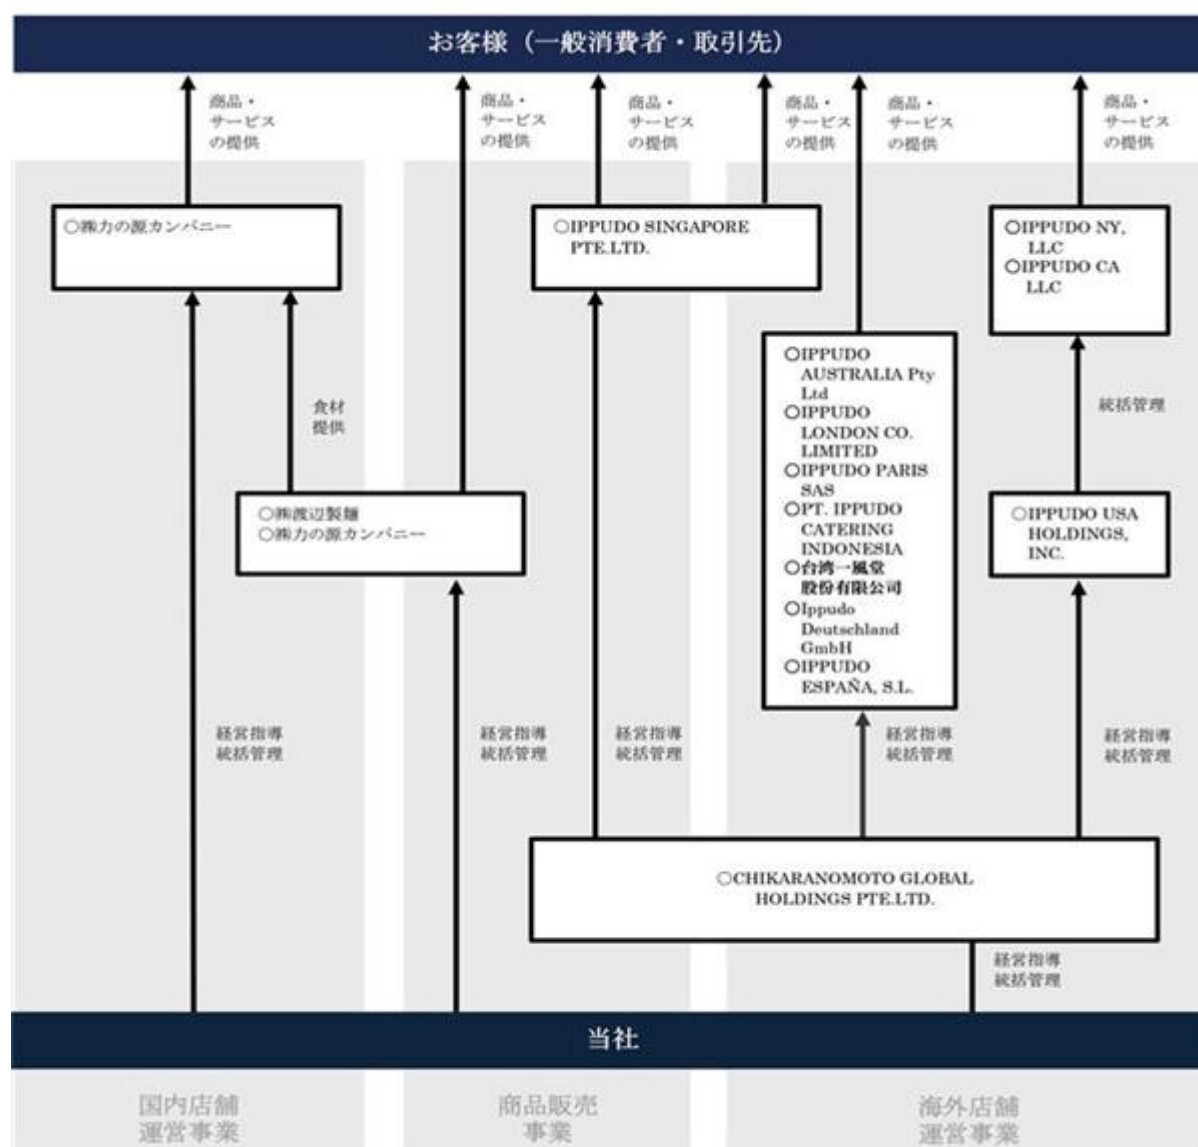 お客様（一般消費者・取引先）
商品・
サービス
の提供
商品・
サービス
の提供
商品・
サービス
の提供
商品・
サービス
の提供
商品・
サービス
の提供
商品・
サービス
の提供
○㈱力の源カンパニー
○IPPUDO SINGAPORE
PTE.LTD.
○IPPUDO NY,
LLC
○IPPUDO CA
LLC
○IPPUDO
AUSTRALIA Pty
Ltd
○IPPUDO
LONDON CO.
LIMITED
○IPPUDO PARIS
SAS
○PT. IPPUDO
CATERING
INDONESIA
○台湾一風堂
股份有限公司
○Ippudo
Deutschland
GmbH
○IPPUDO
ESPAÑA, S.L.
食材
提供
統括管理
○㈱渡辺製麺
○㈱力の源カンパニー
○IPPUDO USA
HOLDINGS,
INC.
経営指導
統括管理
経営指導
統括管理
経営指導
統括管理
経営指導
統括管理
経営指導
統括管理
○CHIKARANOMOTO GLOBAL
HOLDINGS PTE.LTD.
経営指導
統括管理
当社
国内店舗
運営事業
商品販売
事業
海外店舗
運営事業